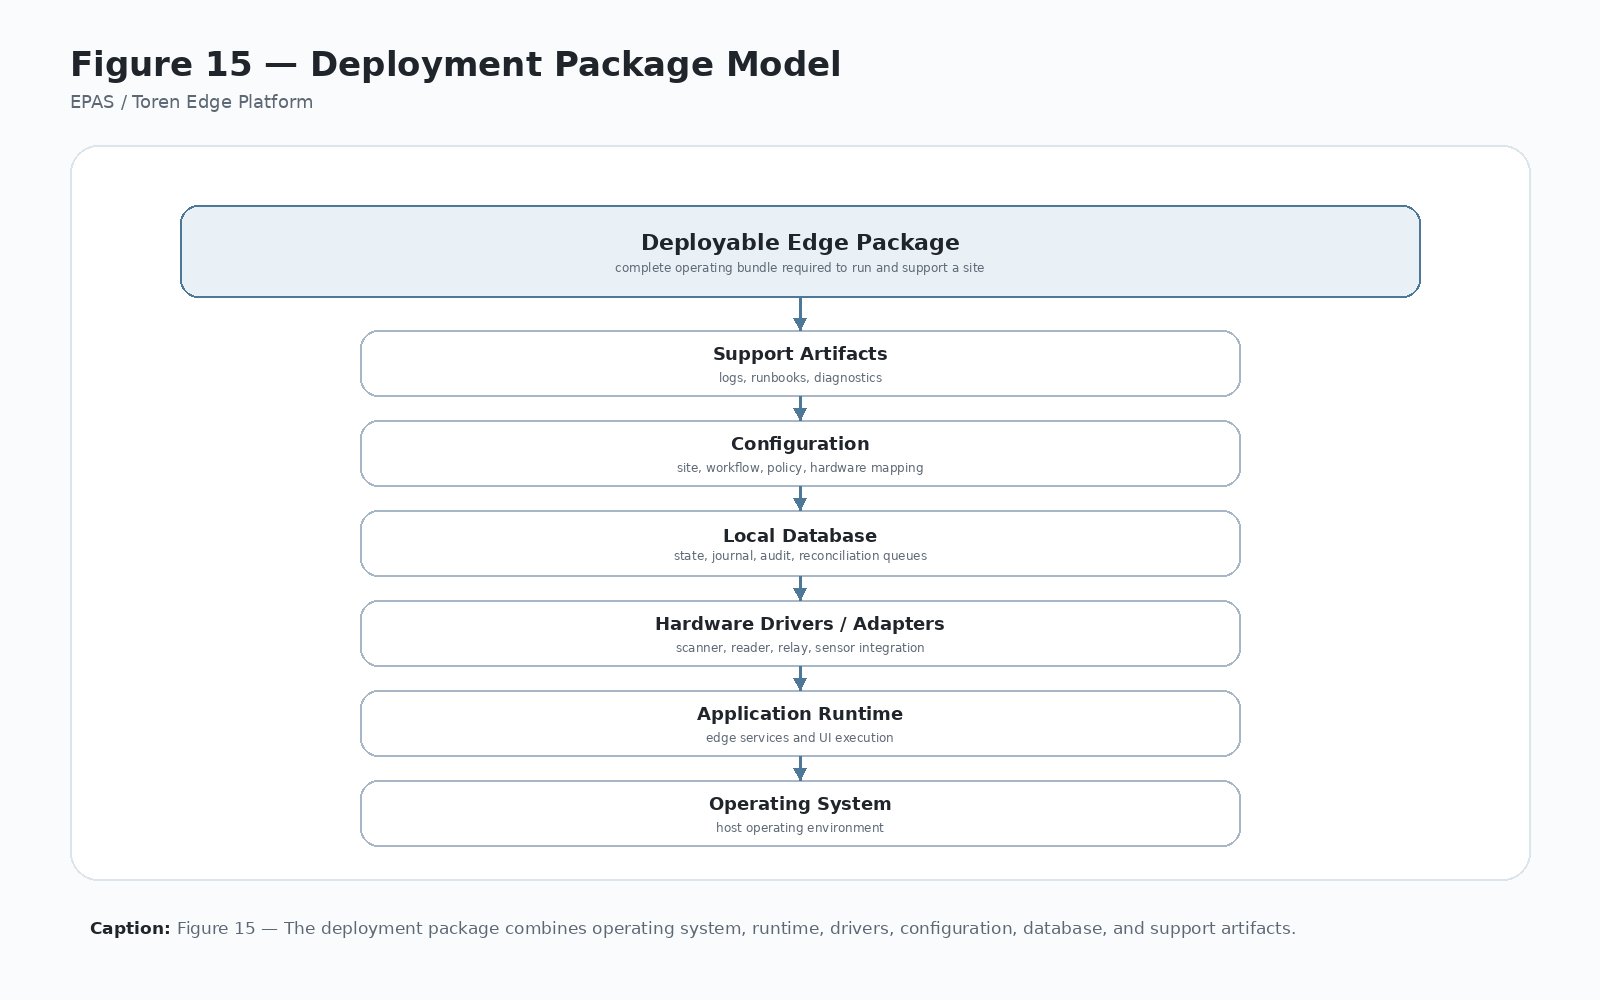 Figure 15 — Deployment Package Model
EPAS / Toren Edge Platform
Deployable Edge Package
complete operating bundle required to run and support a site
Support Artifacts
logs, runbooks, diagnostics
Configuration
site, workflow, policy, hardware mapping
Local Database
state, journal, audit, reconciliation queues
Hardware Drivers / Adapters
scanner, reader, relay, sensor integration
Application Runtime
edge services and UI execution
Operating System
host operating environment
Caption: Figure 15 — The deployment package combines operating system, runtime, drivers, configuration, database, and support artifacts.